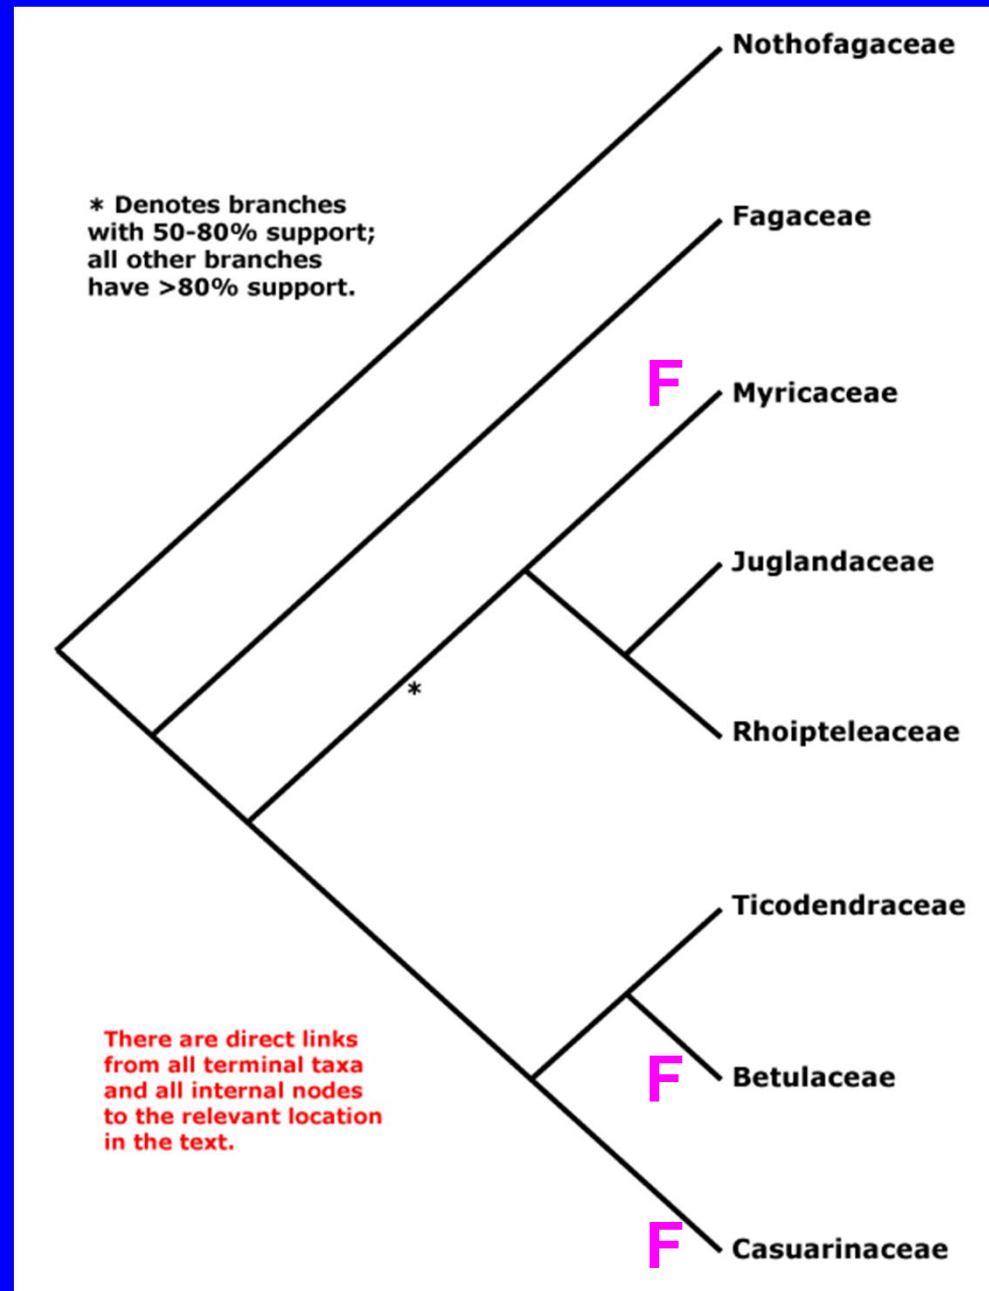 Nothofagaceae
* Denotes branches
with 50-80% support;
all other branches
have >80% support.
Fagaceae
F
Myricaceae
Juglandaceae
*
Rhoipteleaceae
Ticodendraceae
There are direct links
from all terminal taxa
and all internal nodes
to the relevant location
in the text.
F
Betulaceae
F
Casuarinaceae